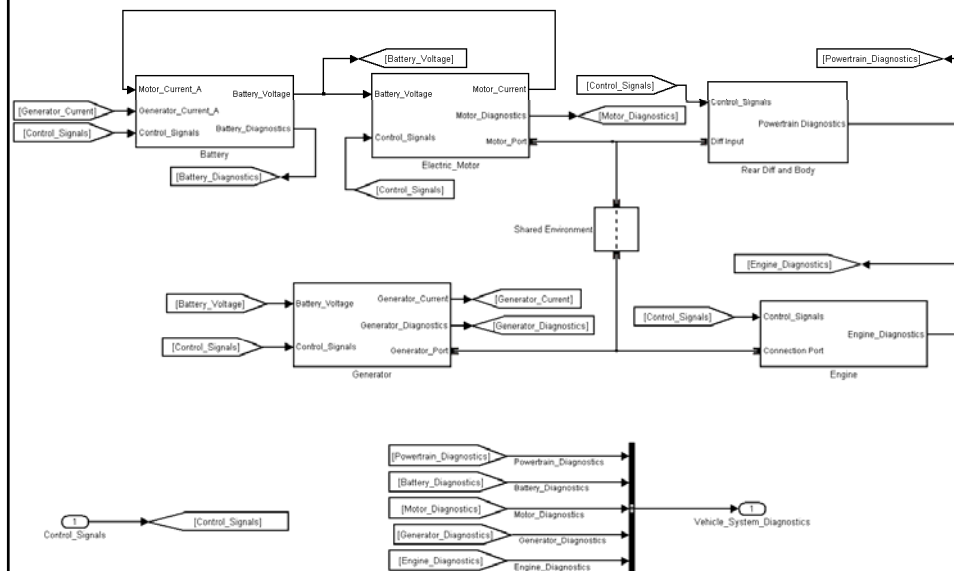 [Battery_Voltage]
[Powertrain_Diagnostics]
Motor_Current_A
Generator_Current_A
Control_Signals
Battery_Voltage
Battery_Diagnostics
Battery
[Generator_Current]
[Control_Signals]
[Battery_Diagnostics]
Battery_Voltage
Control_Signals
Motor_Current
Motor_Diagnostics
Motor_Port
Electric_Motor
[Control_Signals]
[Motor_Diagnostics]
[Control_Signals]
Control_Signals
Powertrain Diagnostics
Diff Input
Rear Diff and Body
Shared Environment
[Engine_Diagnostics]
[Battery_Voltage]
[Control_Signals]
Battery_Voltage
Control_Signals
Generator_Current
Generator_Diagnostics
Generator_Port
Generator
[Generator_Current]
[Generator_Diagnostics]
[Control_Signals]
Control_Signals
Engine_Diagnostics
Connection Port
Engine
1
Control_Signals
[Control_Signals]
[Powertrain_Diagnostics]
Powertrain_Diagnostics
[Battery_Diagnostics]
Battery_Diagnostics
[Motor_Diagnostics]
Motor_Diagnostics
[Generator_Diagnostics]
Generator_Diagnostics
[Engine_Diagnostics]
Engine_Diagnostics
1
Vehicle_System_Diagnostics